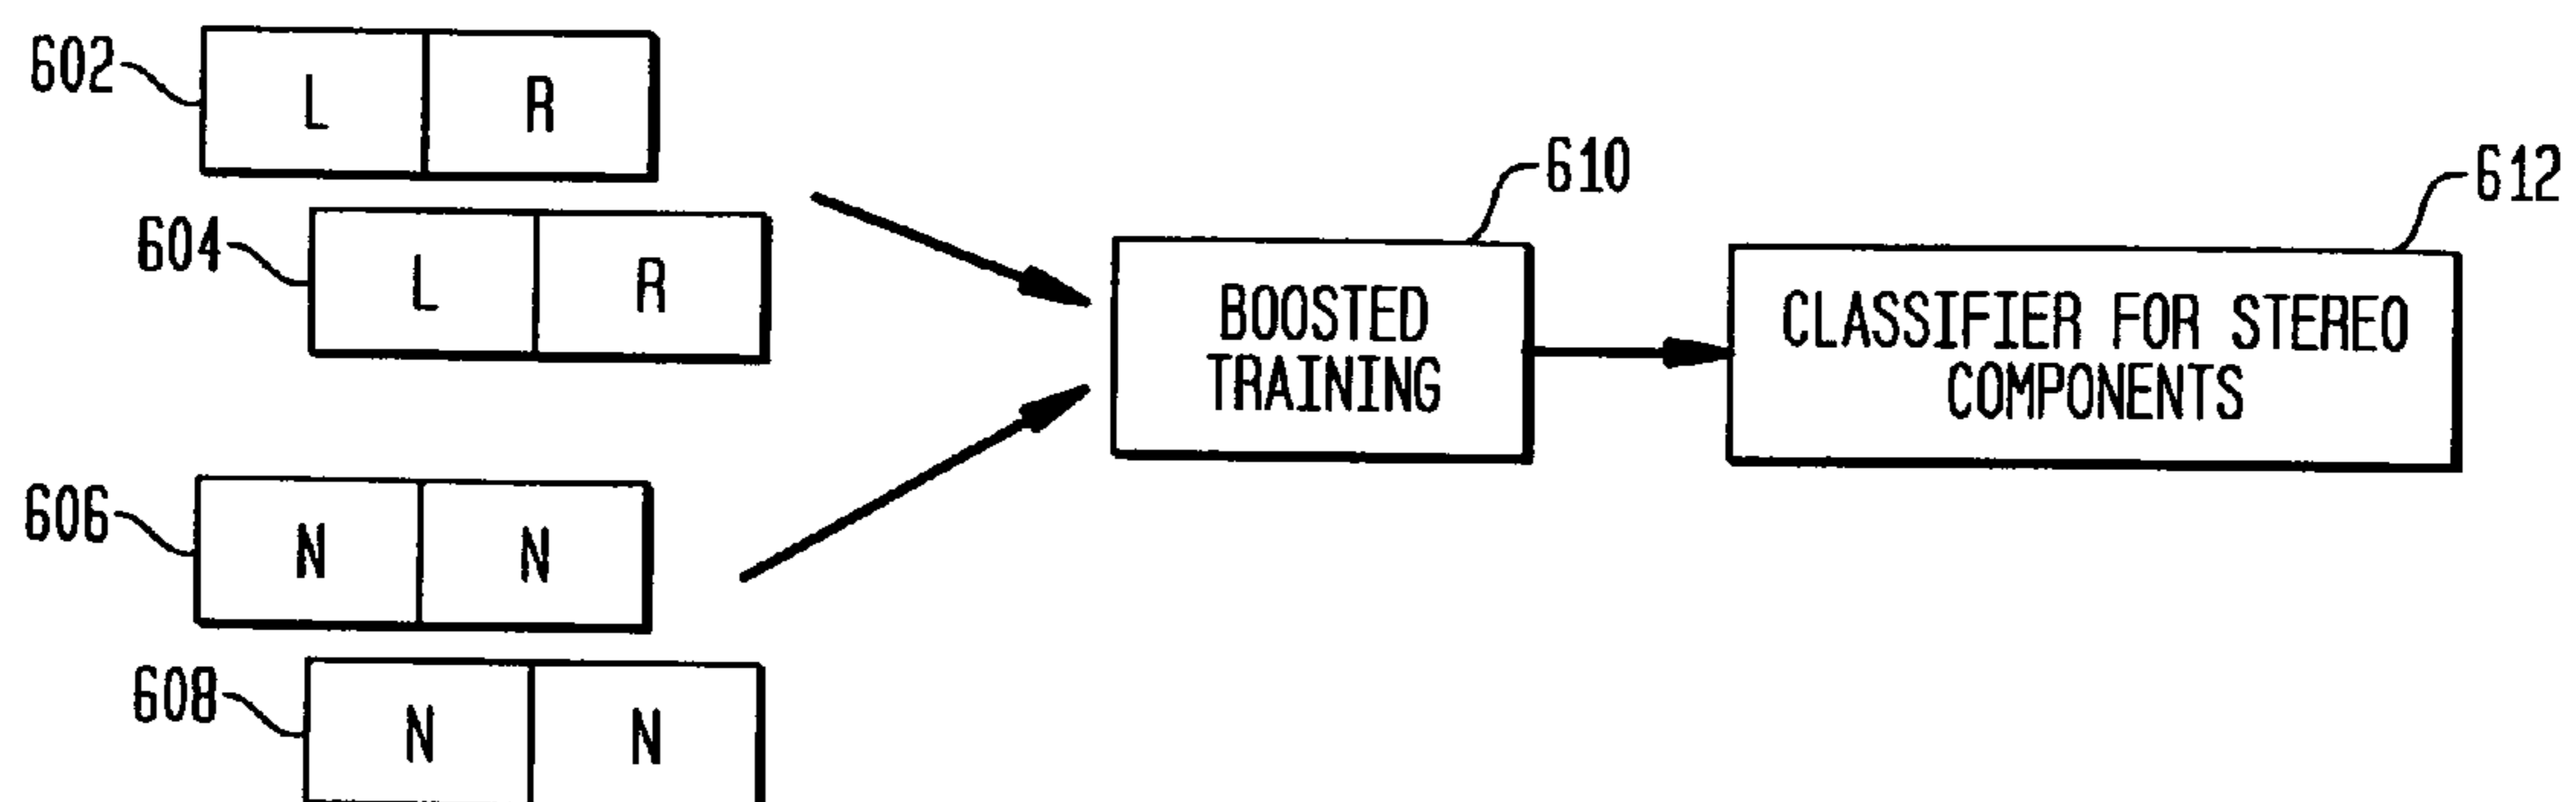 602
L R
604
L R
610
612
BOOSTED
TRAINING
CLASSIFIER FOR STEREO
COMPONENTS
606
N N
608
N N